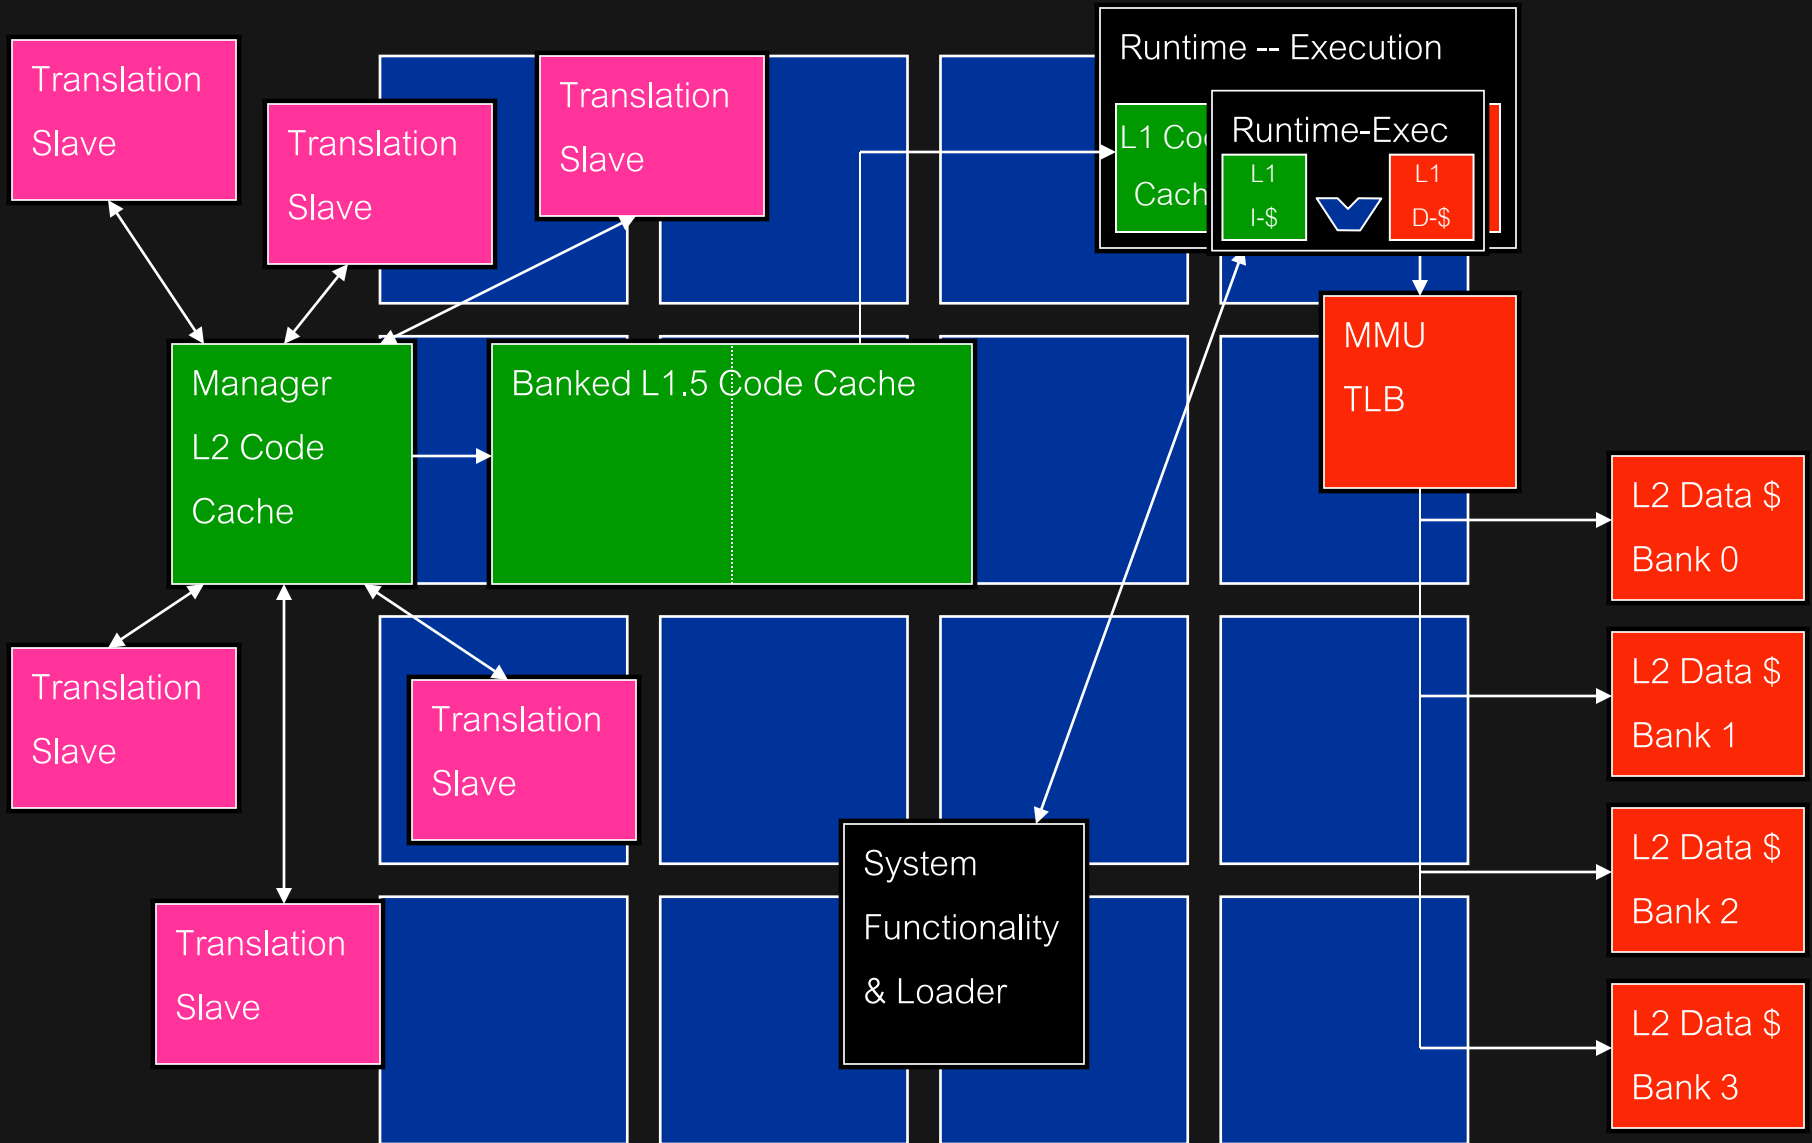 Translation
Slave
Translation
Slave
Translation
Slave
Runtime -- Execution
L1
Runtime-Exec
L1
I-$
L1
D-$
Manager
L2 Code
Cache
Banked L1.5 Code Cache
MMU
TLB
L2 Data $
Bank 0
L2 Data $
Bank 1
L2 Data $
Bank 2
L2 Data $
Bank 3
Translation
Slave
Translation
Slave
Translation
Slave
System
Functionality
& Loader